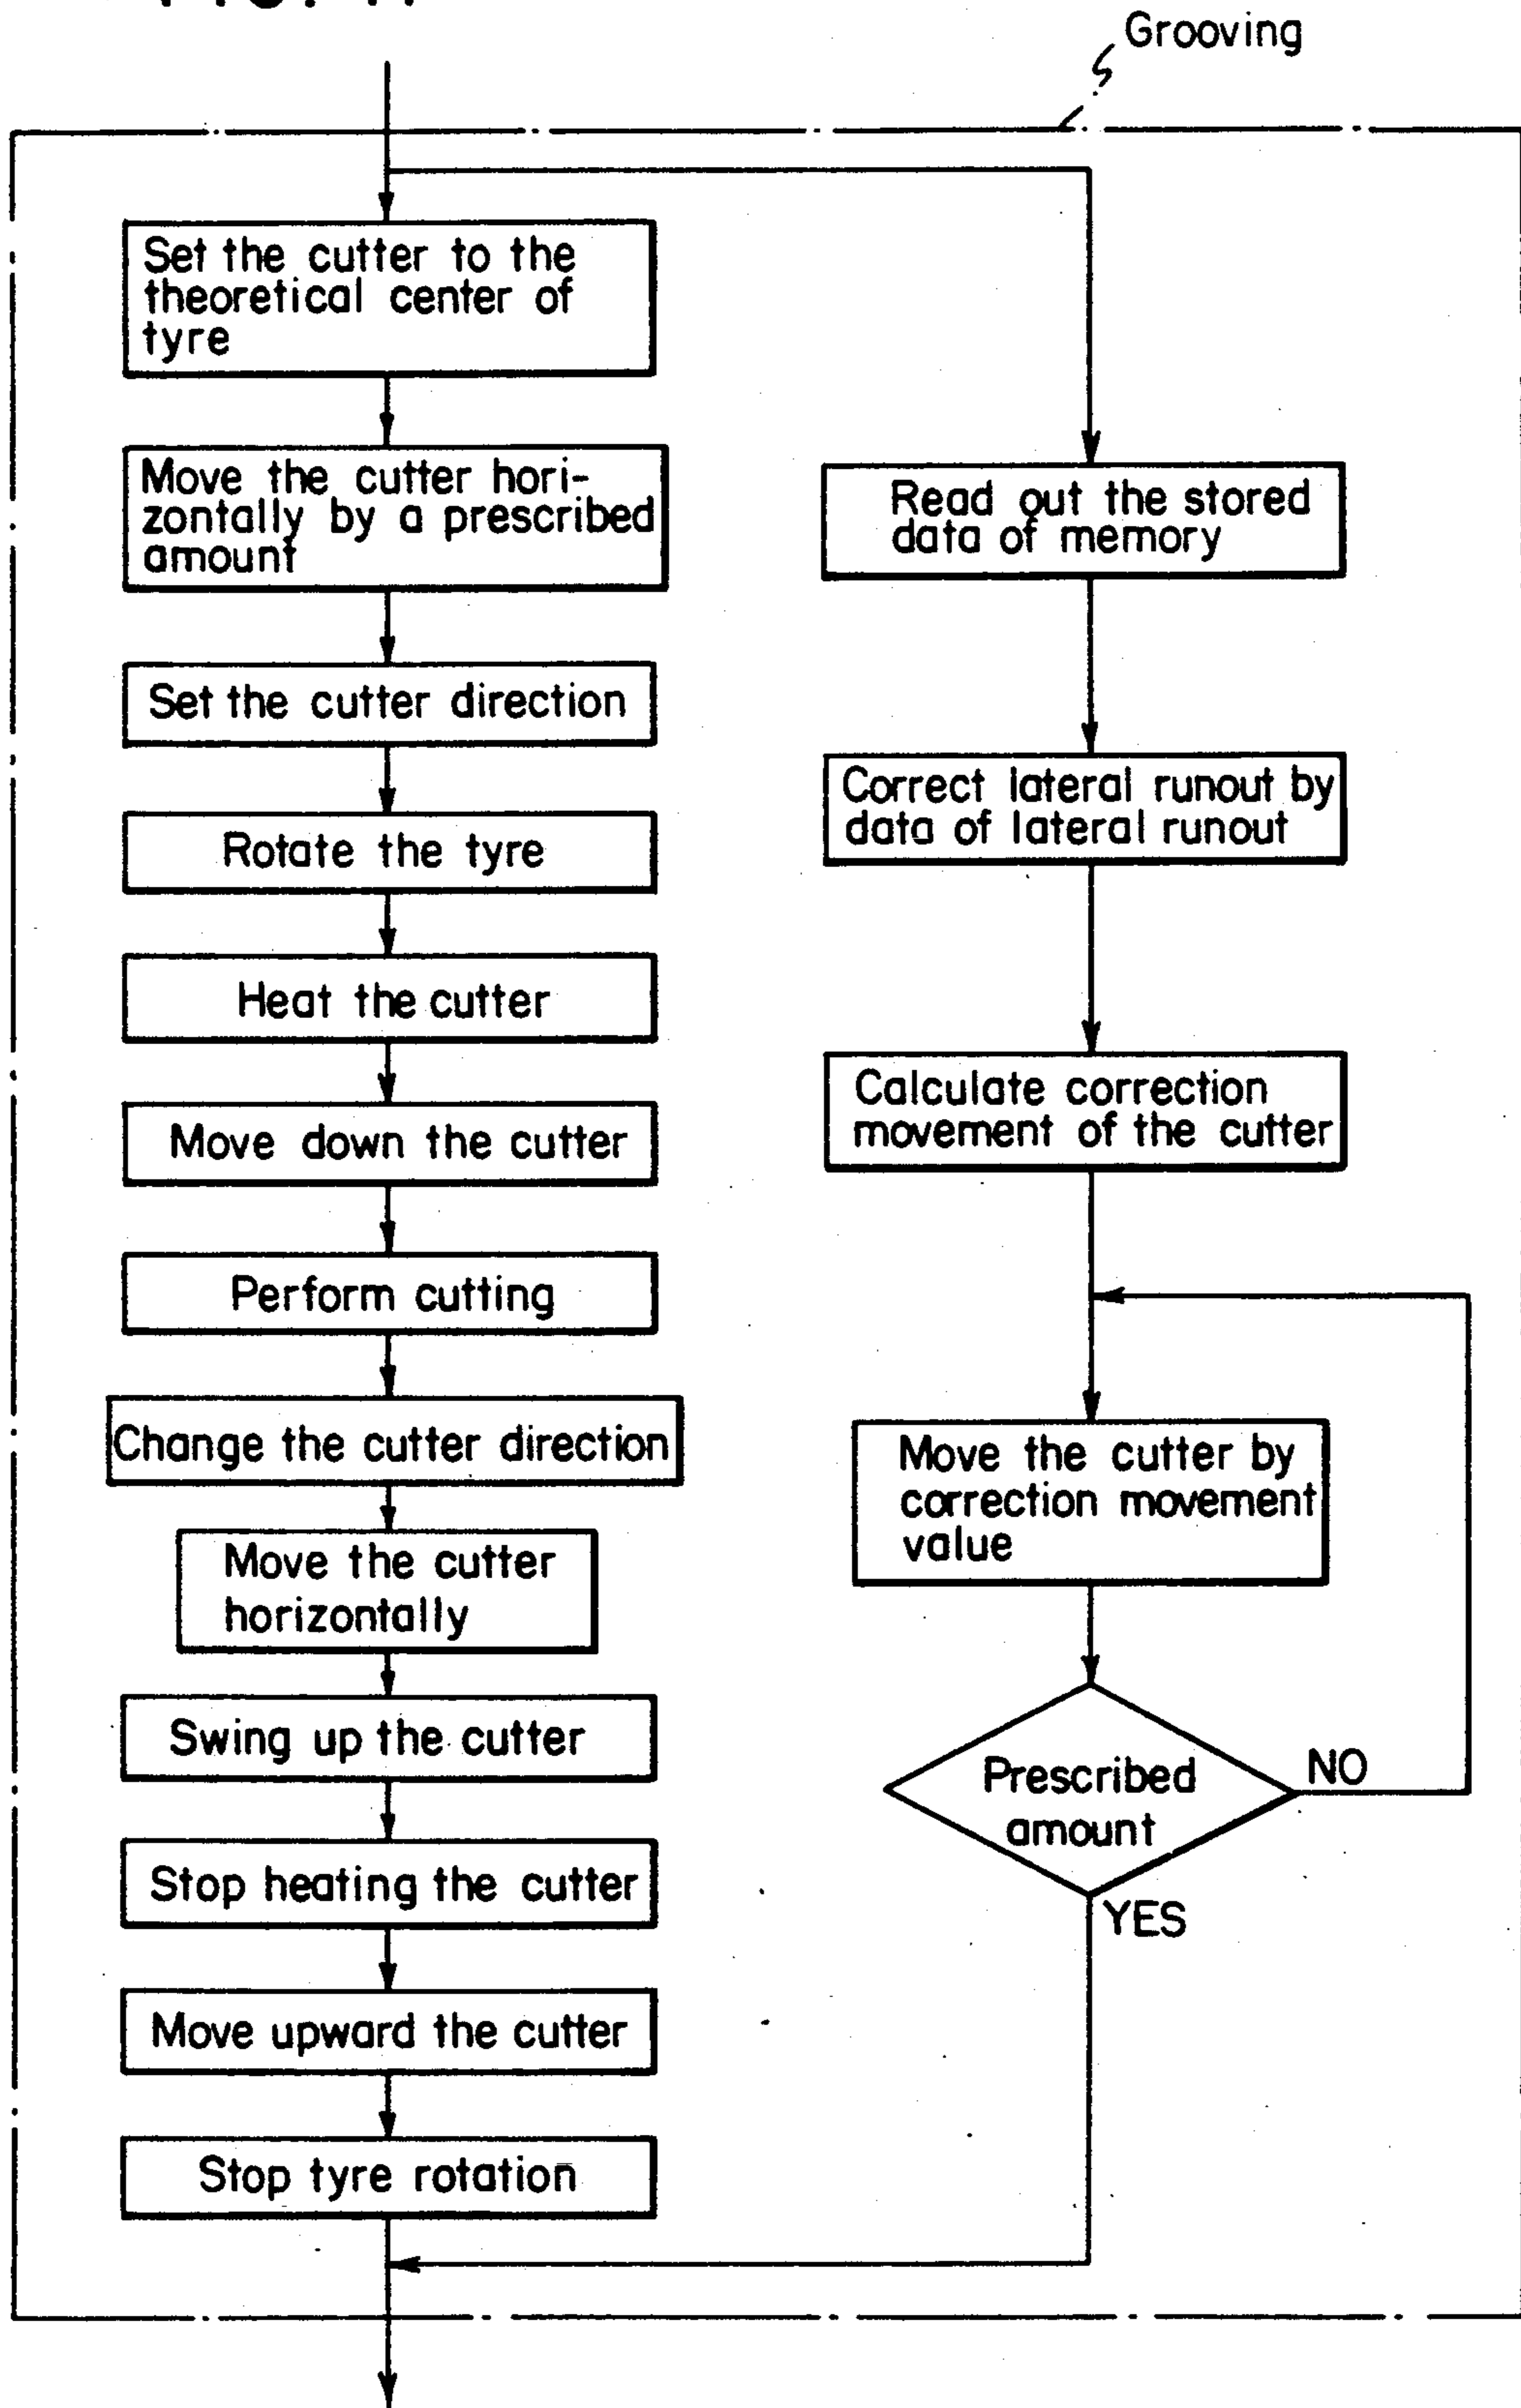 Grooving
Set the cutter to the
theoretical center of
tyre
Move the cutter hori-
zontally by a prescribed
amount
Set the cutter direction
Rotate the tyre
Heat the cutter
Move down the cutter
Perform cutting
Change the cutter direction
Move the cutter
horizontally
Swing up the cutter
Stop heating the cutter
Move upward the cutter
Stop tyre rotation
Read out the stored
data of memory
Correct lateral runout by
data of lateral runout
Calculate correction
movement of the cutter
Move the cutter by
correction movement
value
Prescribed
amount
NO
YES